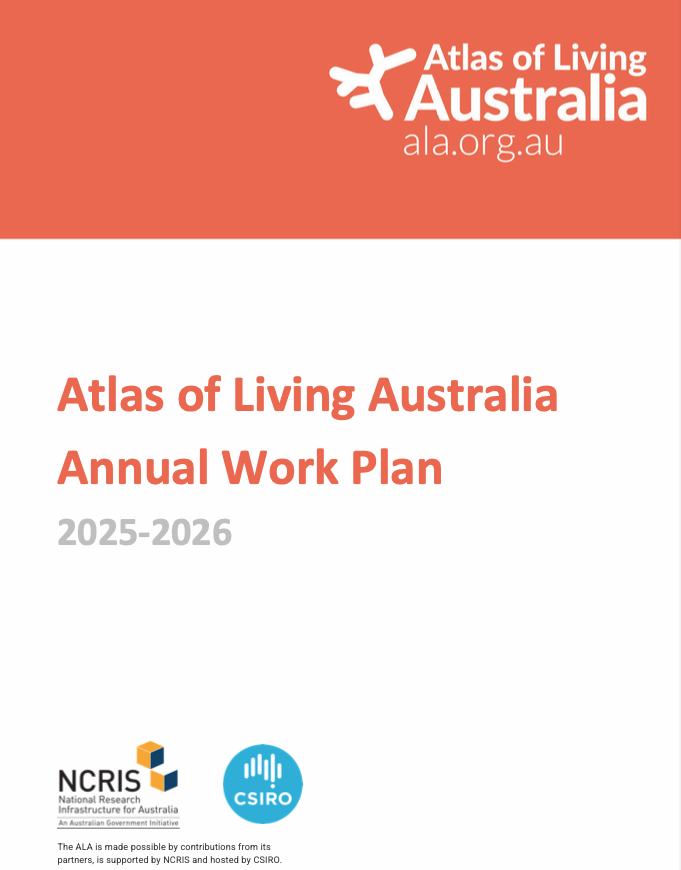 Atlas of Living
Australia
ala.org.au
Atlas of Living Australia
Annual Work Plan
2025-2026
NCRIS
National Research
Infrastructure for Australia
An Australian Government Initiative
CSIRO
The ALA is made possible by contributions from its
partners, is supported by NCRIS and hosted by CSIRO.